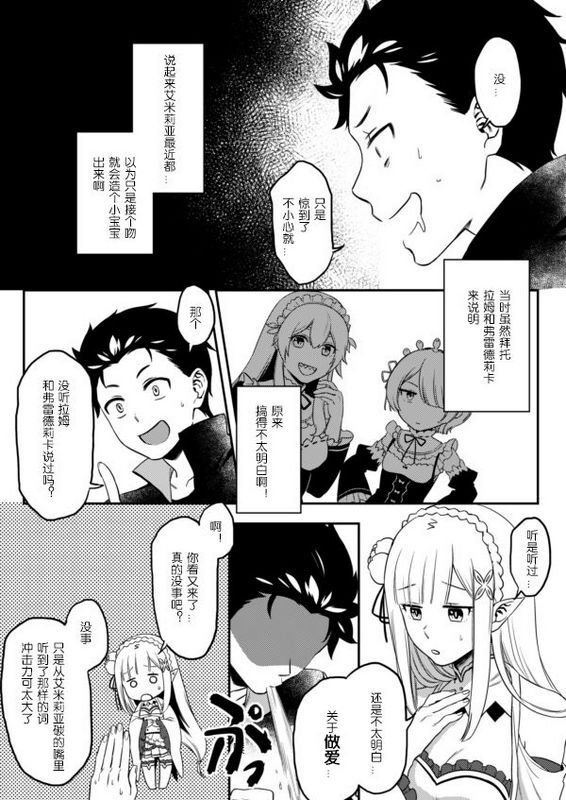 没…
只是
惊到了
不小心就…
说起来艾米莉亚最近都…
以为只是接个吻
就会造个小宝宝
出来啊
当时虽然拜托
拉姆和弗雷德莉卡
来说明
原来
搞得不太明白啊！
那个
没听拉姆
和弗雷德莉卡说过吗？
听是听过…
还是不太明白…
关于做爱…
啊！
你看又来了
真的没事吧？
没事
只是从艾米莉亚碳的嘴里
听到了那样的词
冲击力可太大了